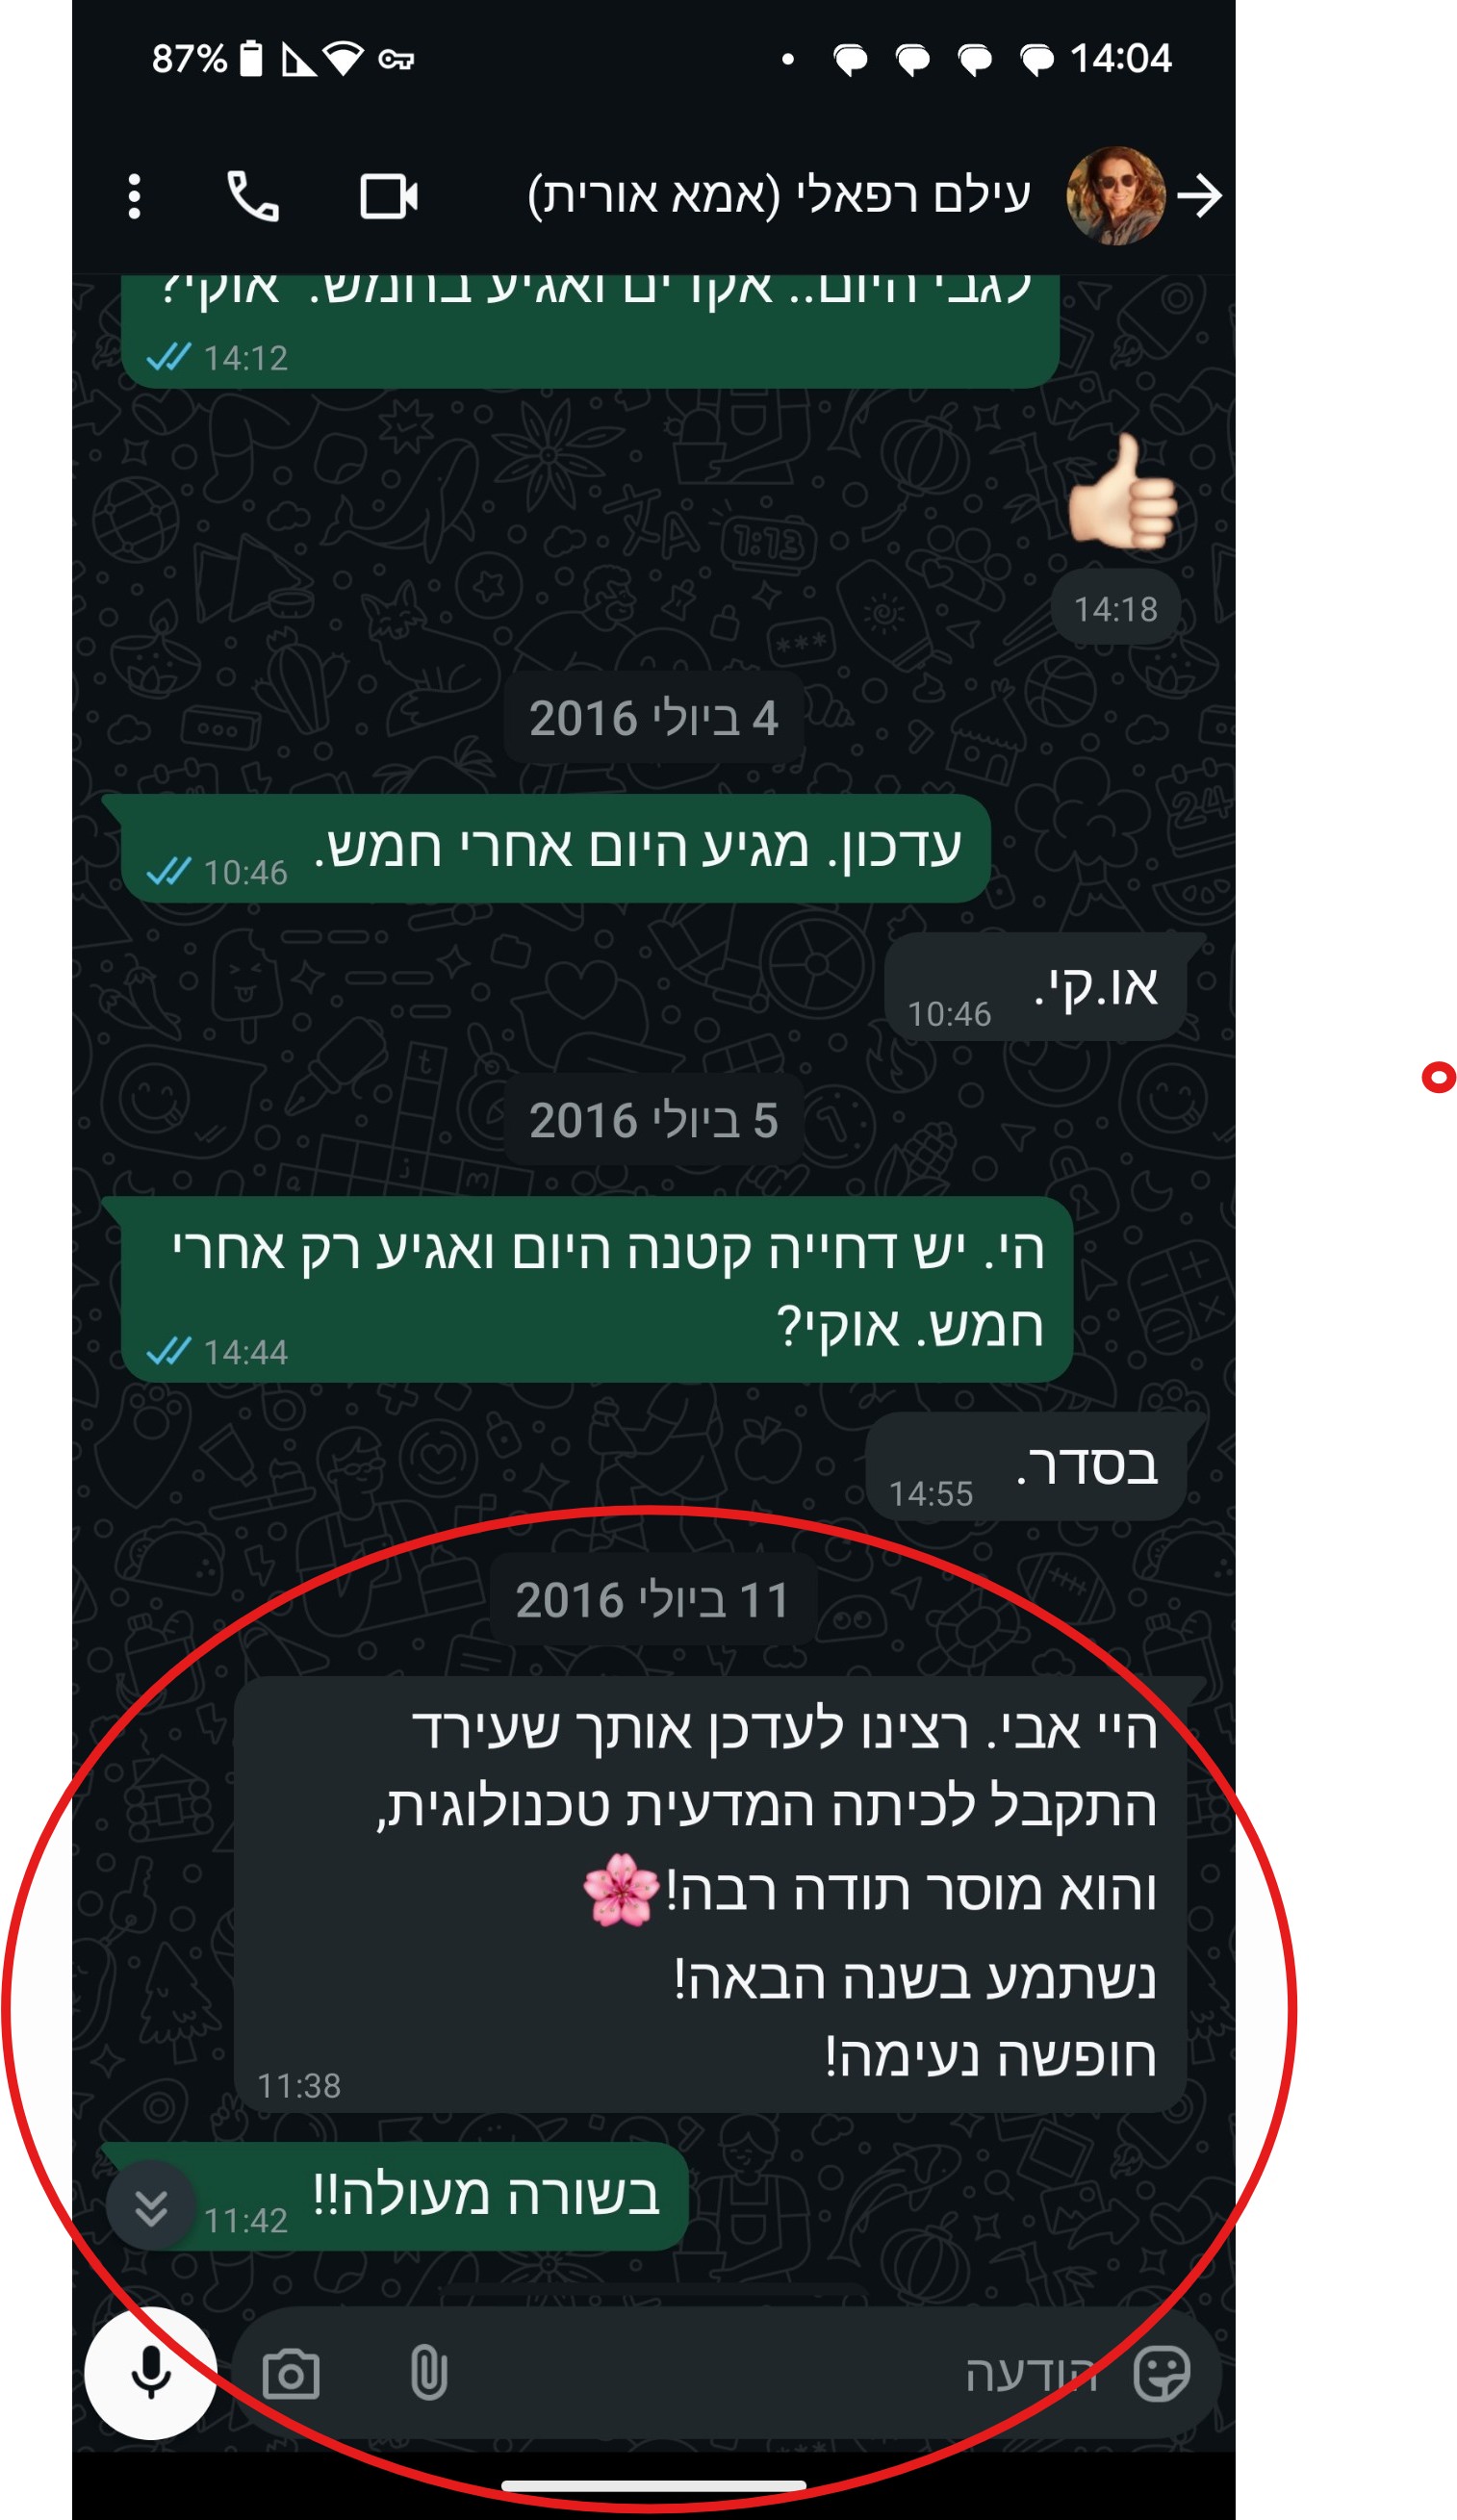 87% 14:04
עילם רפאלי (אמא אורית)
לגבי היום.. אקדים ואגיע בחמש. אוקי?
14:12
14:18
4 ביולי 2016
עדכון. מגיע היום אחרי חמש.
10:46
או.קי.
10:46
5 ביולי 2016
הי. יש דחייה קטנה היום ואגיע רק אחרי
חמש. אוקי?
14:44
בסדר.
14:55
11 ביולי 2016
היי אבי. רצינו לעדכן אותך שעירד
התקבל לכיתה המדעית טכנולוגית,
והוא מוסר תודה רבה!🌸
נשתמע בשנה הבאה!
חופשה נעימה!
11:38
בשורה מעולה!!
11:42
הודעה